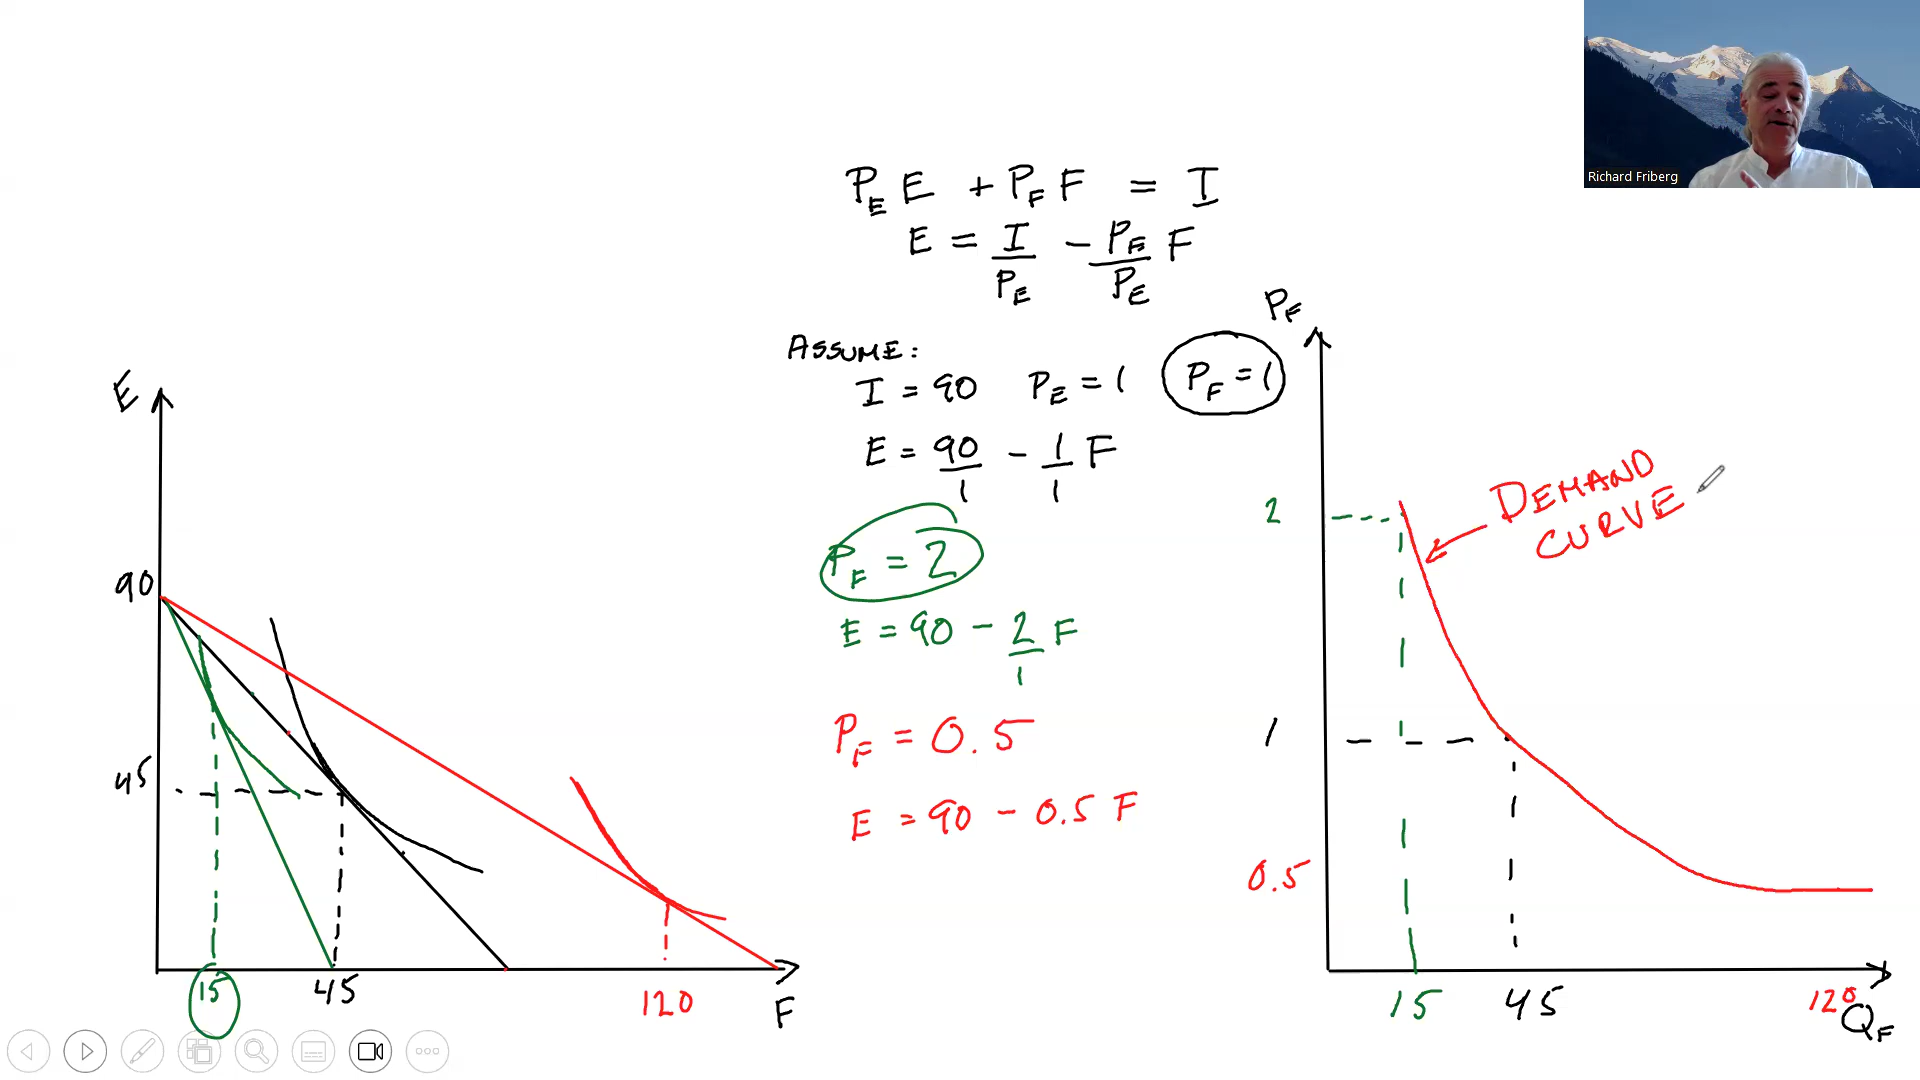 Richard Friberg
P_E E + P_F F = I
E = I/P_E - P_F/P_E F
ASSUME:
I = 90 P_E = 1 P_F = 1
E = 90/1 - 1/1 F
P_F = 2
E = 90 - 2/1 F
P_F = 0.5
E = 90 - 0.5 F
E
90
45
15
45
120
F
P_F
2
1
0.5
DEMAND
CURVE
15
45
120
Q_F